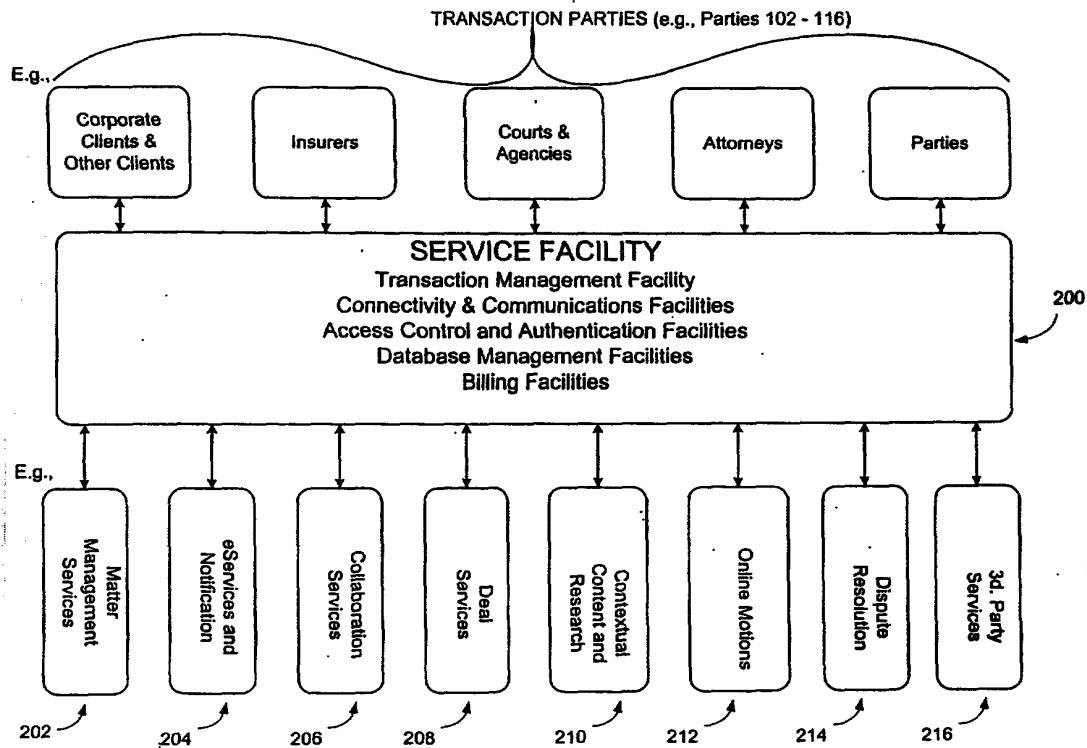 TRANSACTION PARTIES (e.g., Parties 102 - 116)
E.g.,
Corporate
Clients &
Other Clients
Insurers
Courts &
Agencies
Attorneys
Parties
SERVICE FACILITY
Transaction Management Facility
Connectivity & Communications Facilities
Access Control and Authentication Facilities
Database Management Facilities
Billing Facilities
200
E.g.,
Matter
Management
Services
eServices and
Notification
Collaboration
Services
Deal
Services
Contextual
Content and
Research
Online Motions
Dispute
Resolution
3d. Party
Services
202
204
206
208
210
212
214
216